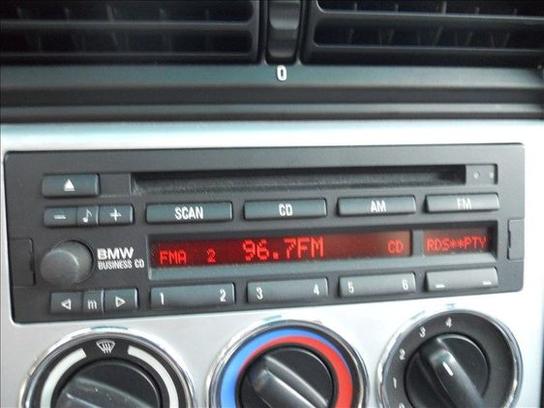 0
SCAN CD AM FM
BMW
BUSINESS CD
FMA 2 96.7FM CD RDS**PTY
m 1 2 3 4 5 6
4
3
2
1